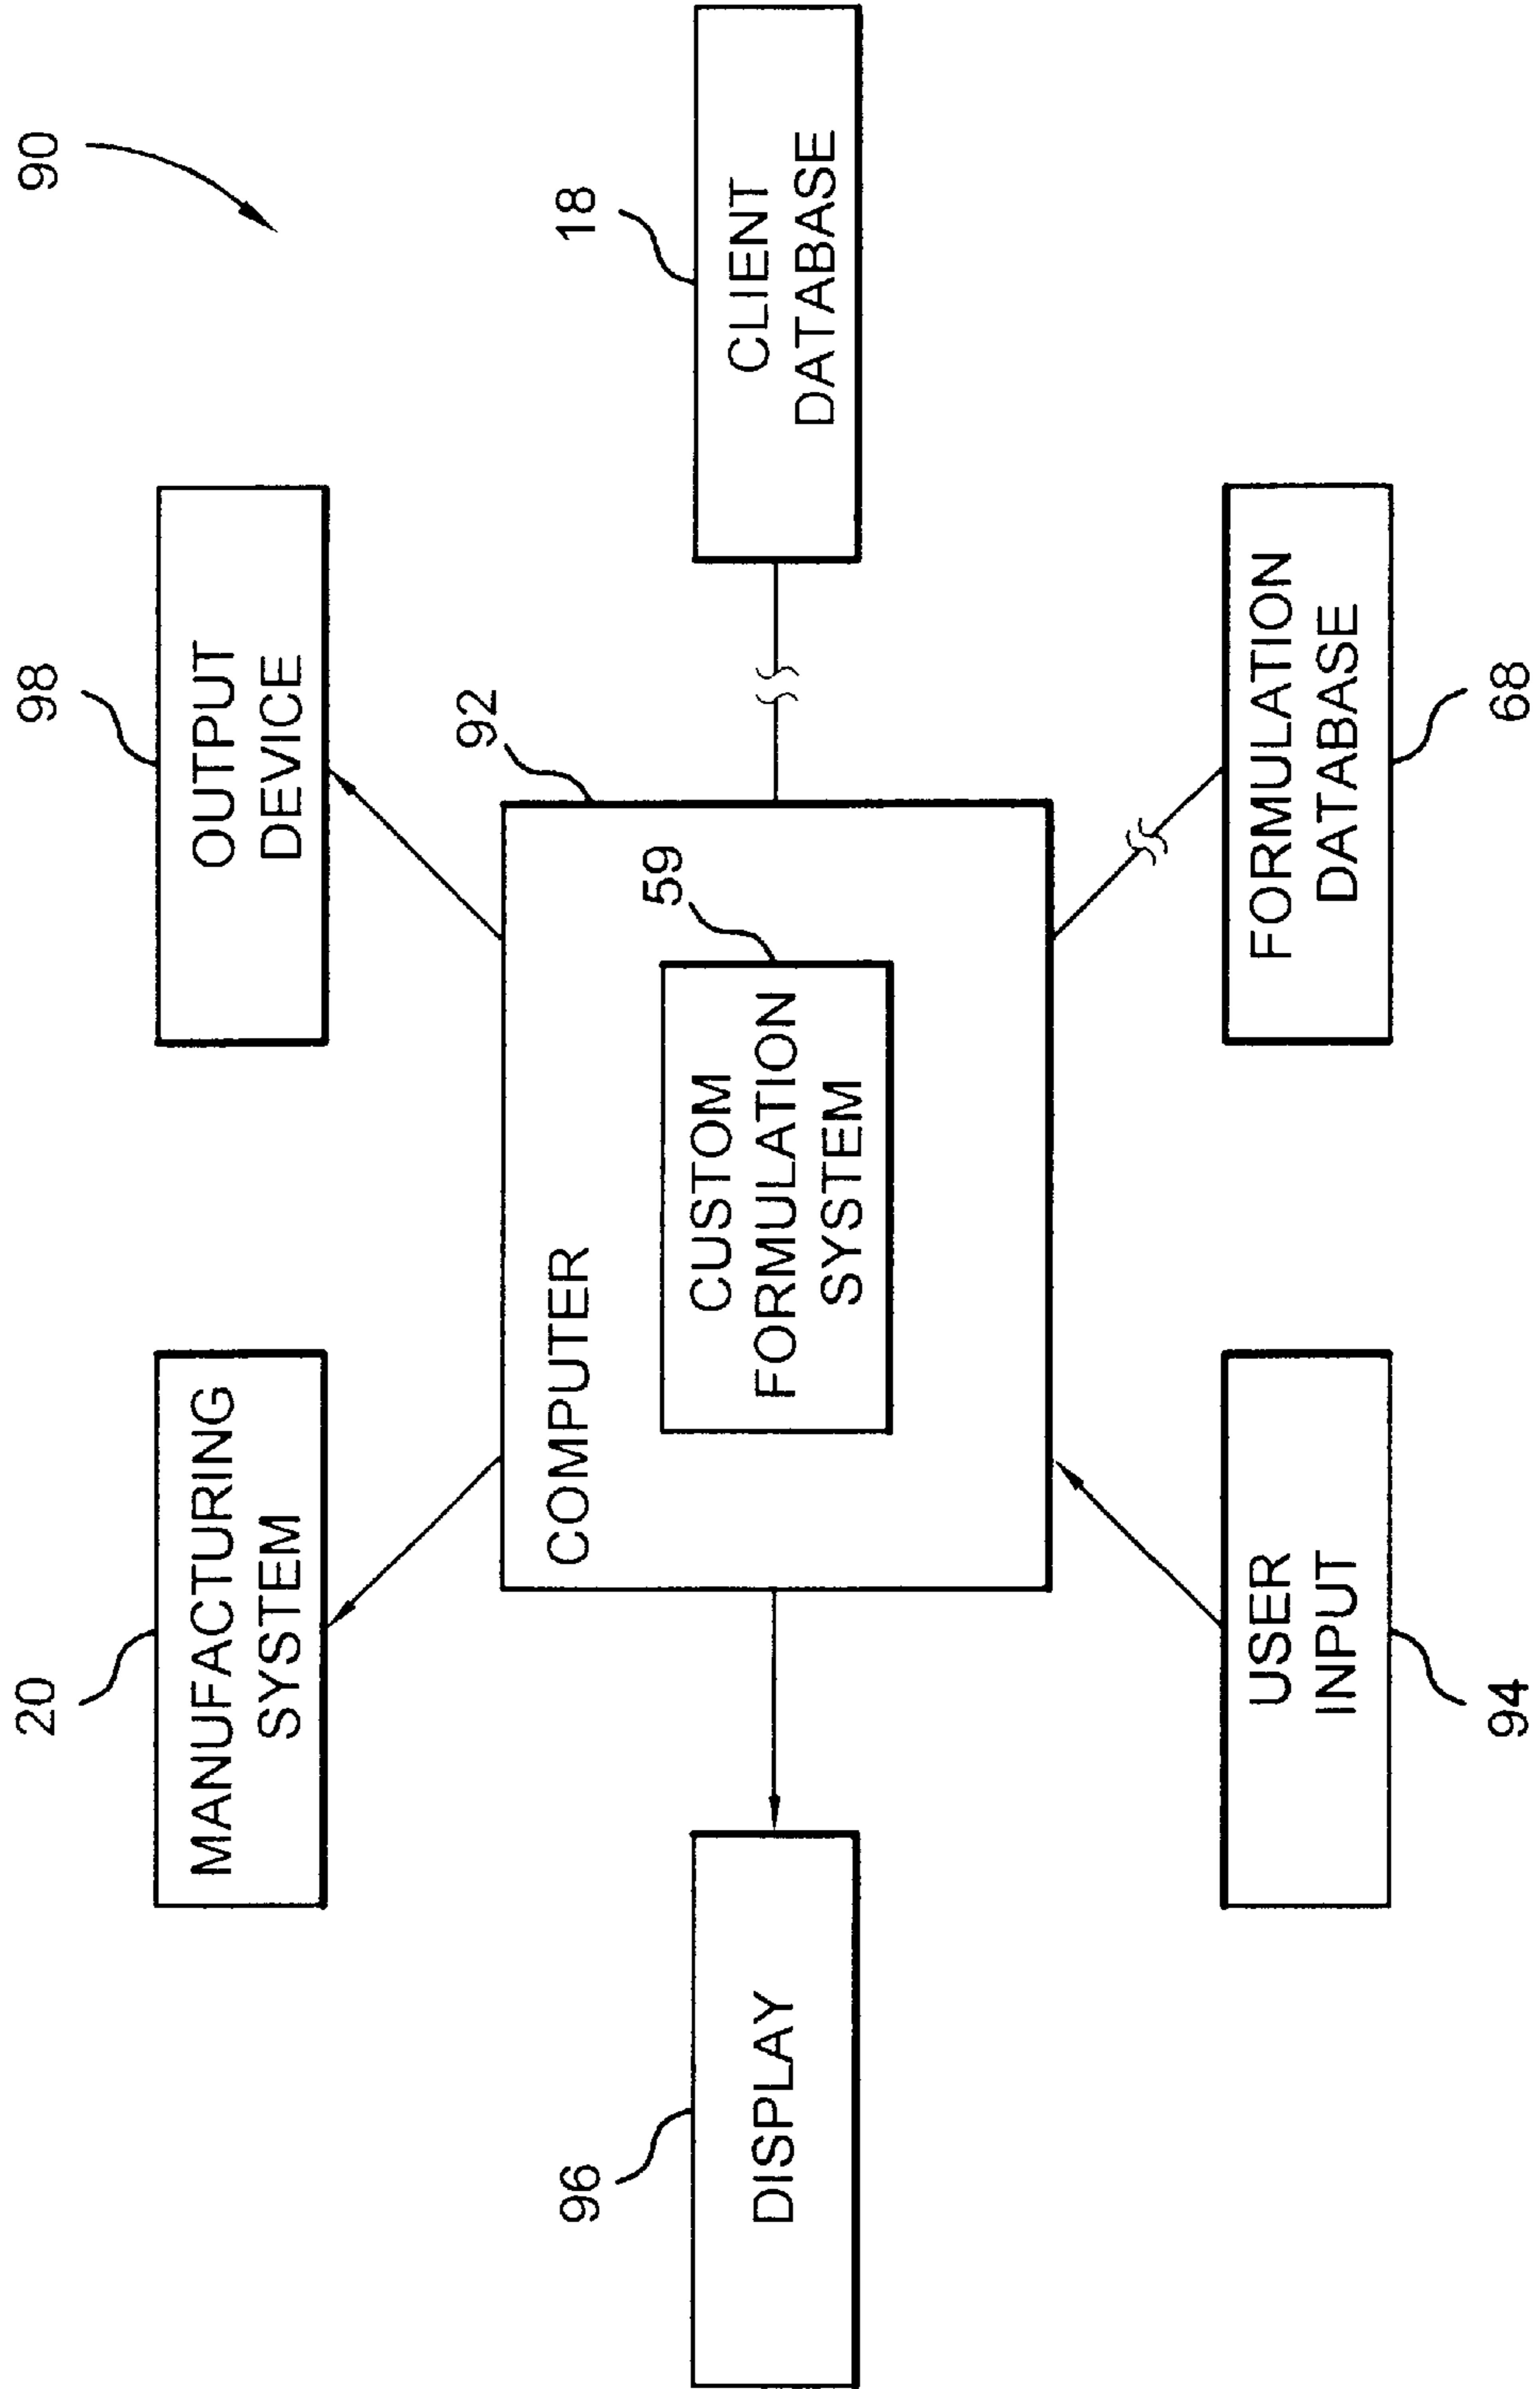 90
20
MANUFACTURING
SYSTEM
98
OUTPUT
DEVICE
96
DISPLAY
COMPUTER
92
59
CUSTOM
FORMULATION
SYSTEM
18
CLIENT
DATABASE
USER
INPUT
94
FORMULATION
DATABASE
68